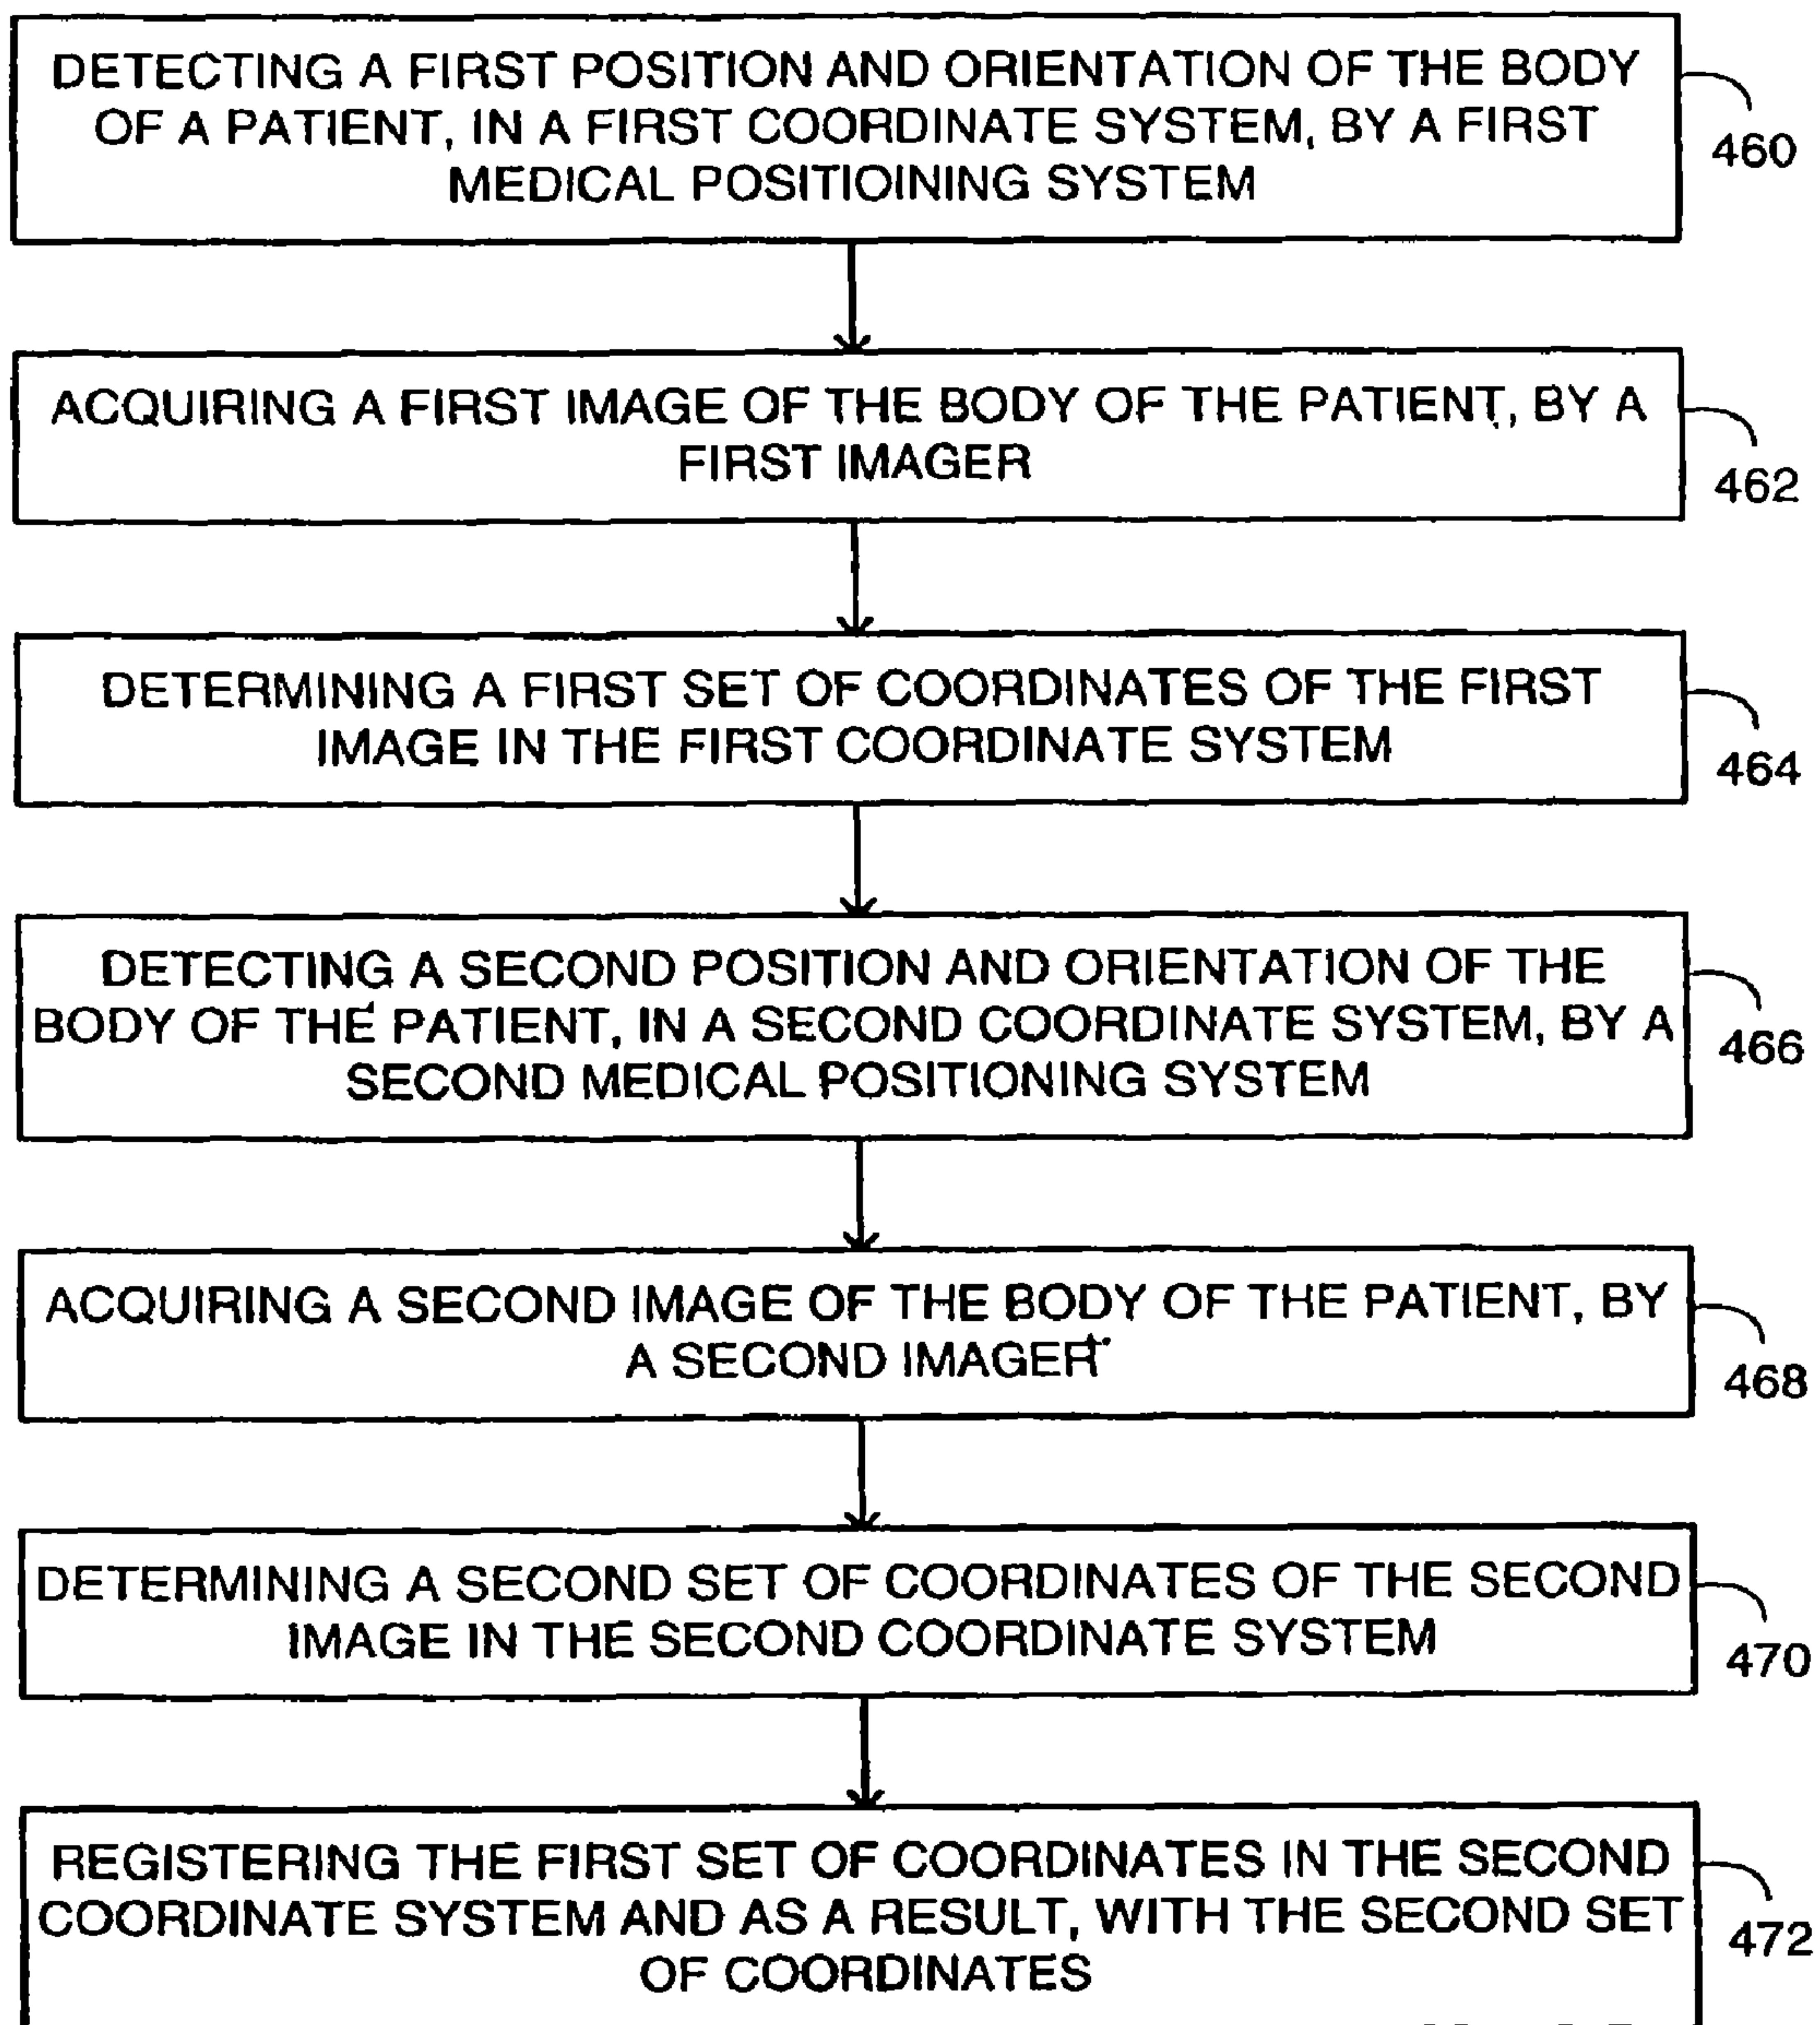 DETECTING A FIRST POSITION AND ORIENTATION OF THE BODY
OF A PATIENT, IN A FIRST COORDINATE SYSTEM, BY A FIRST
MEDICAL POSITIOINING SYSTEM
460
ACQUIRING A FIRST IMAGE OF THE BODY OF THE PATIENT, BY A
FIRST IMAGER
462
DETERMINING A FIRST SET OF COORDINATES OF THE FIRST
IMAGE IN THE FIRST COORDINATE SYSTEM
464
DETECTING A SECOND POSITION AND ORIENTATION OF THE
BODY OF THE PATIENT, IN A SECOND COORDINATE SYSTEM, BY A
SECOND MEDICAL POSITIONING SYSTEM
466
ACQUIRING A SECOND IMAGE OF THE BODY OF THE PATIENT, BY
A SECOND IMAGER
468
DETERMINING A SECOND SET OF COORDINATES OF THE SECOND
IMAGE IN THE SECOND COORDINATE SYSTEM
470
REGISTERING THE FIRST SET OF COORDINATES IN THE SECOND
COORDINATE SYSTEM AND AS A RESULT, WITH THE SECOND SET
OF COORDINATES
472